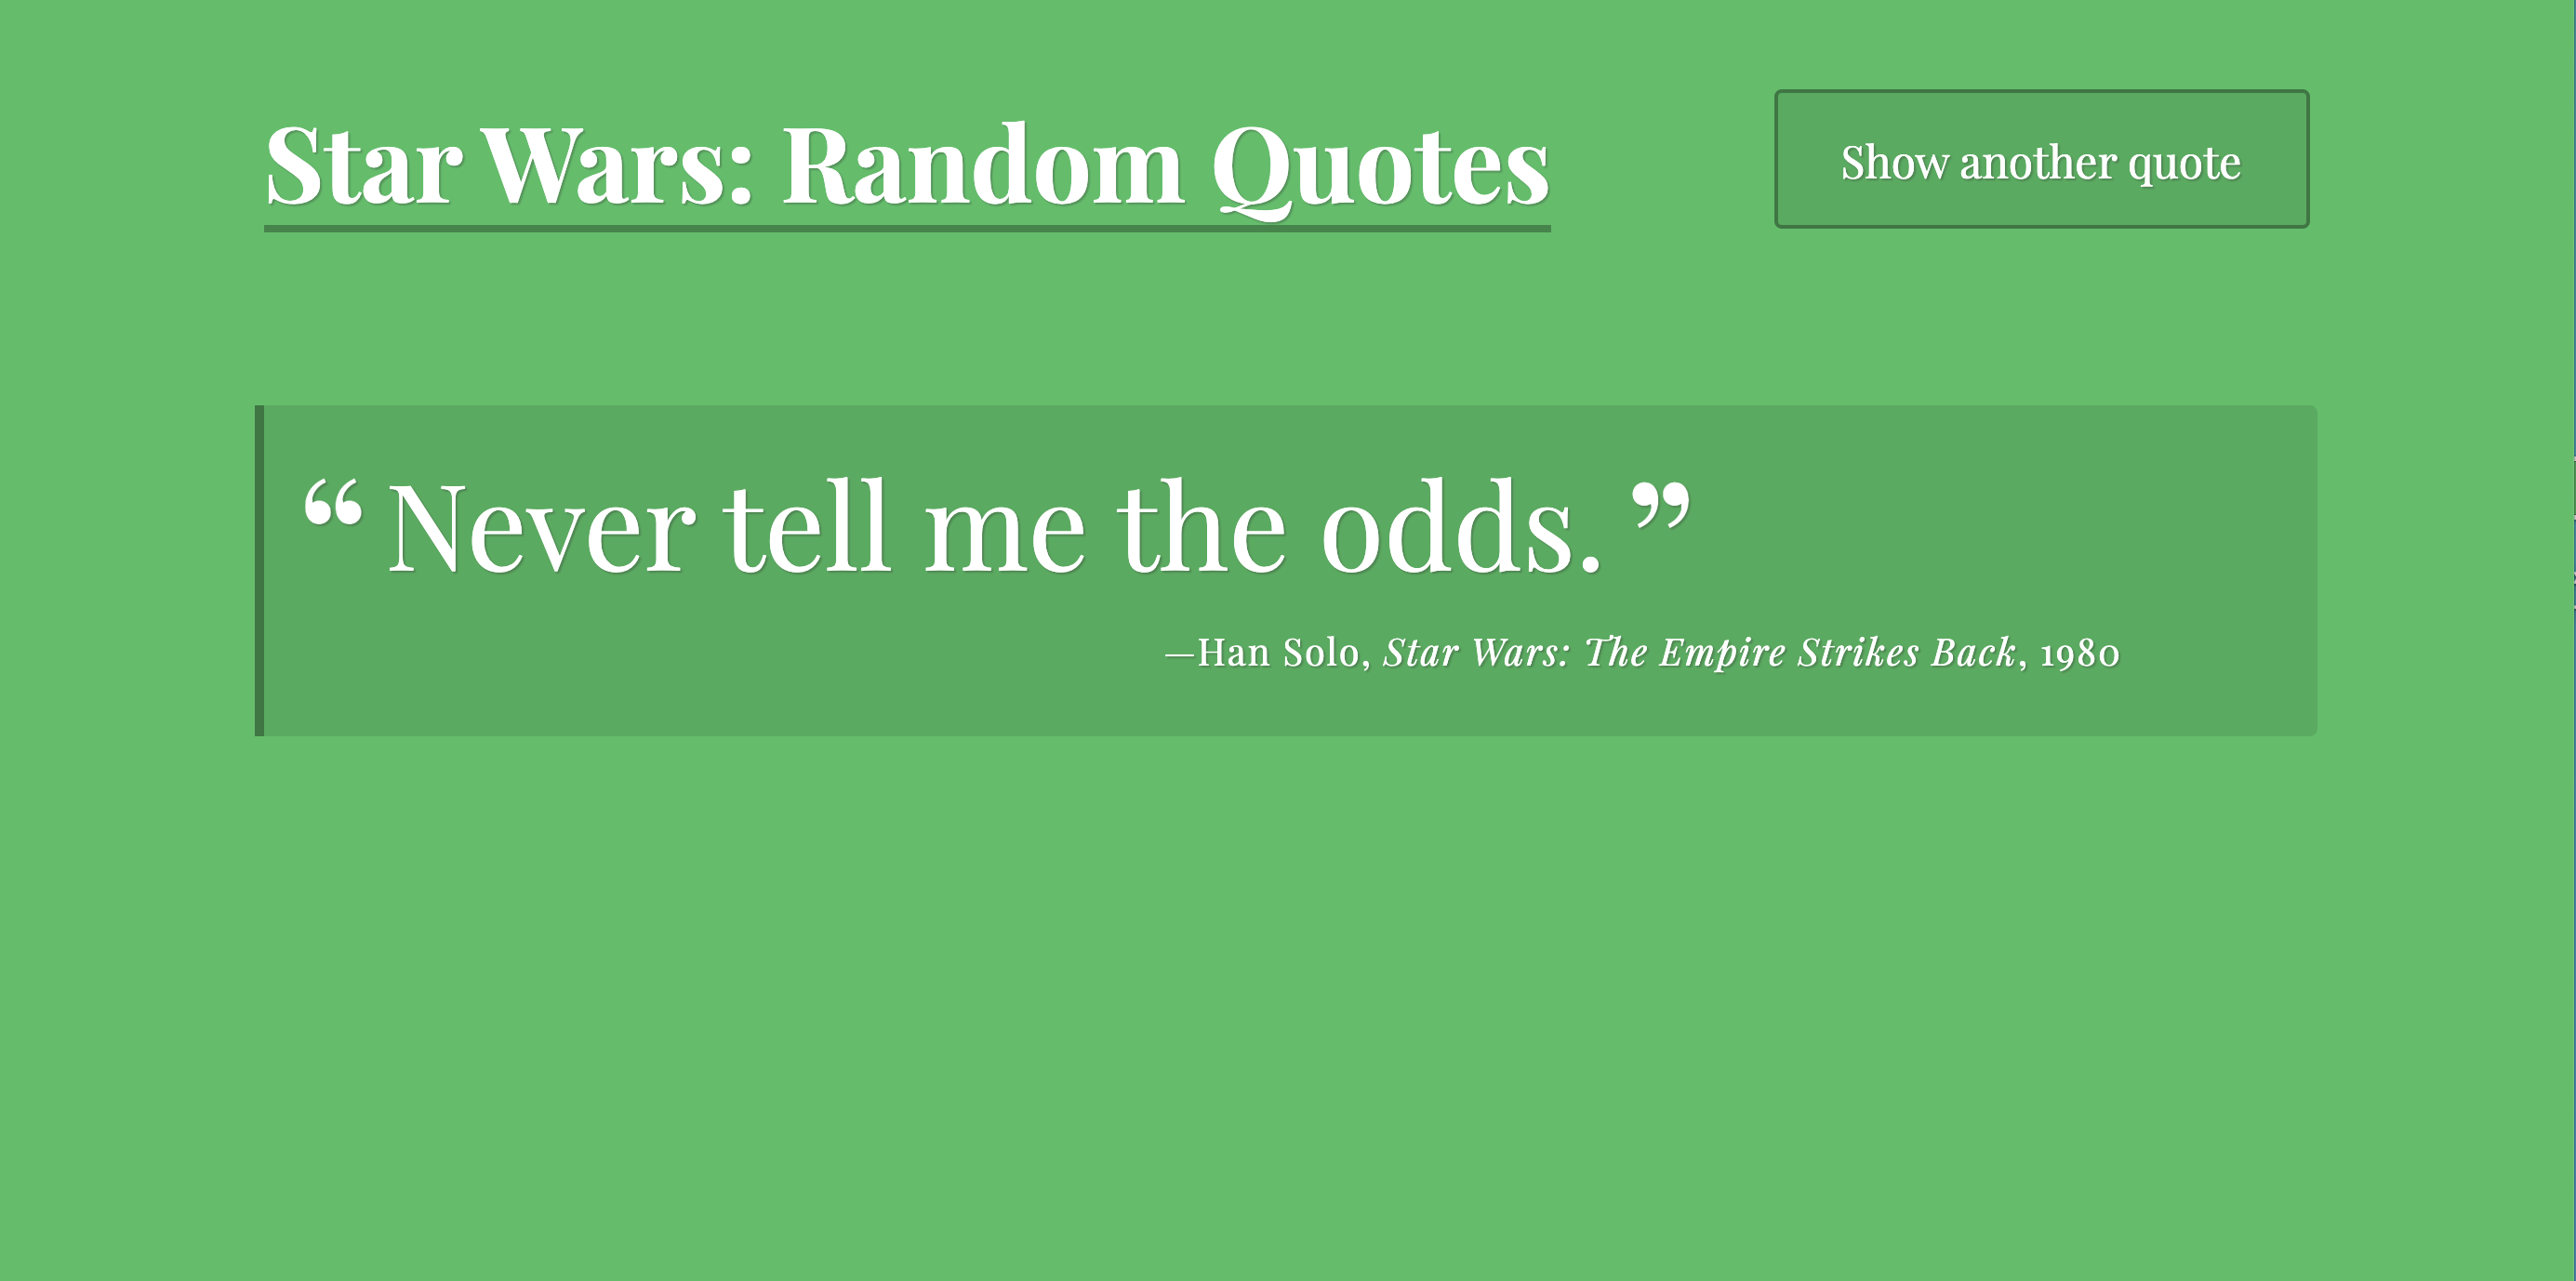 Star Wars: Random Quotes
Show another quote
“ Never tell me the odds. ”
—Han Solo, Star Wars: The Empire Strikes Back, 1980